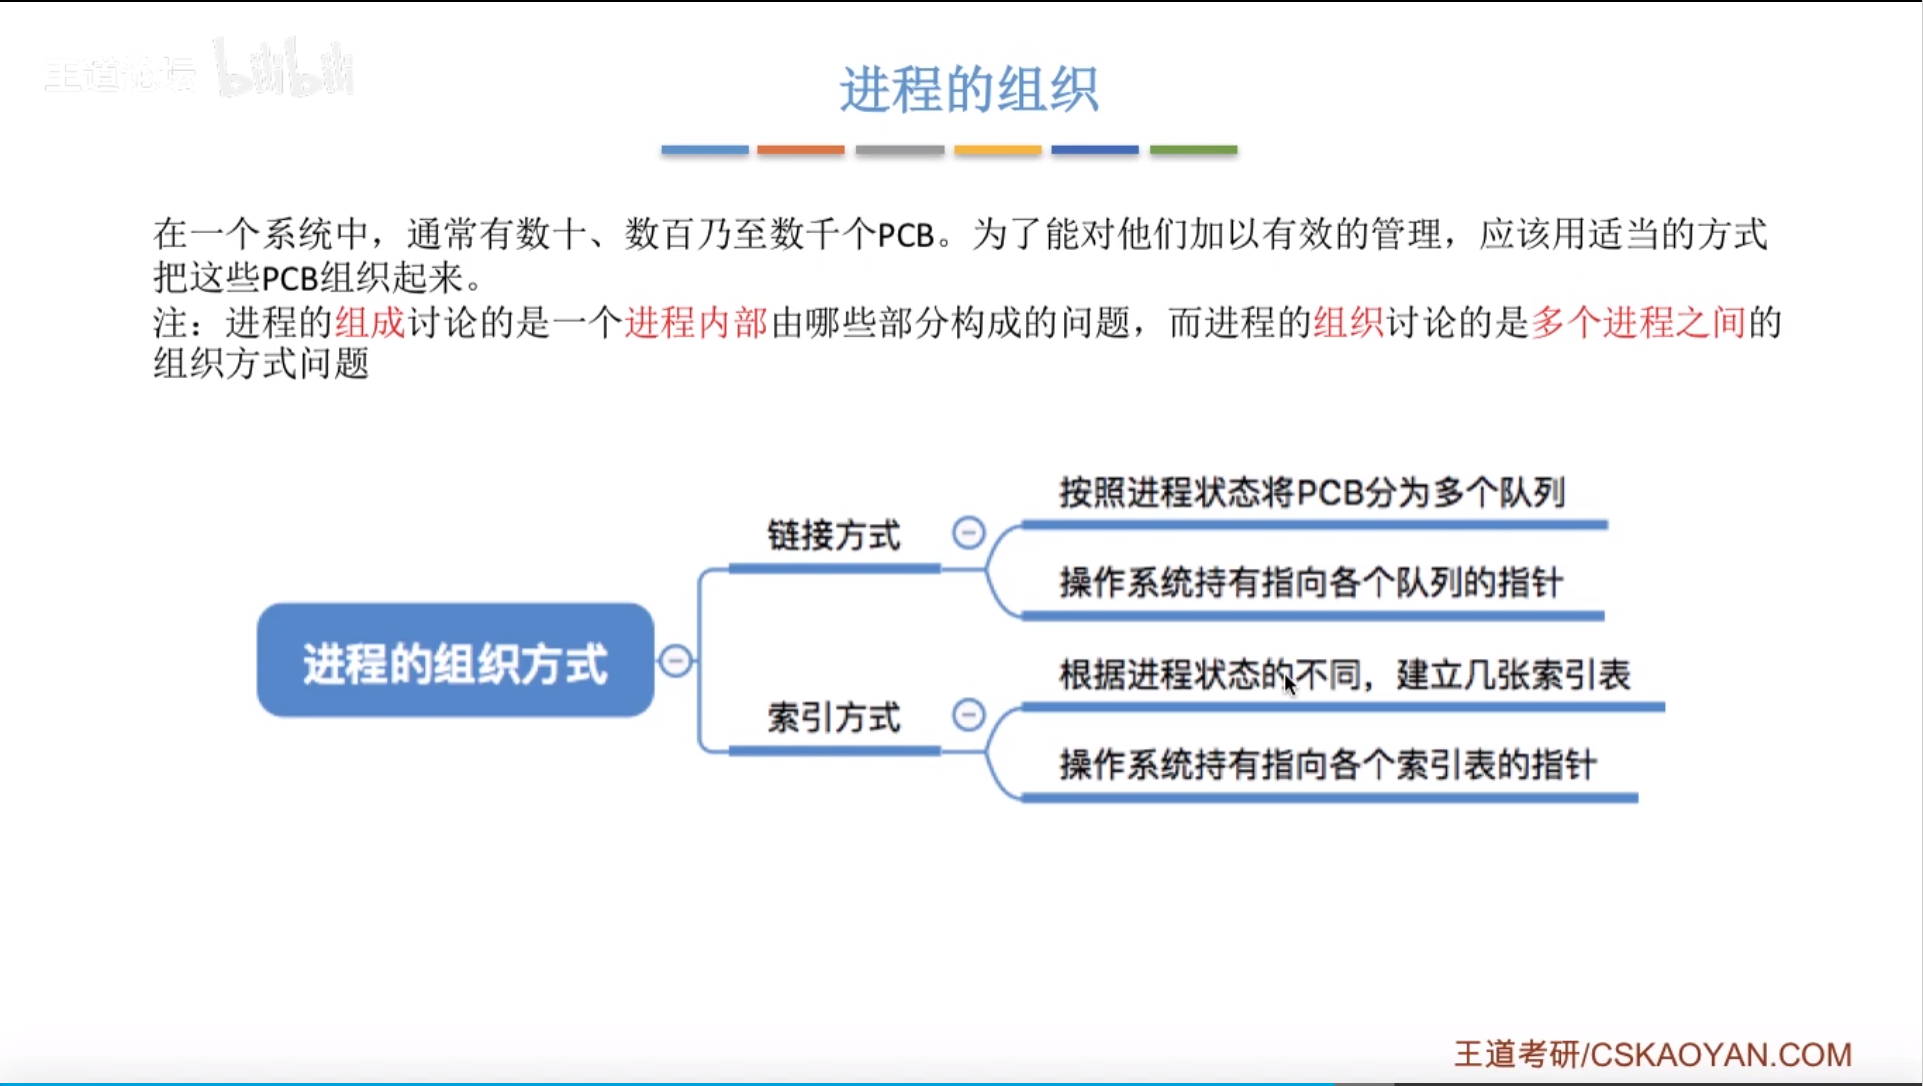 王道论坛 bilibili
进程的组织
在一个系统中，通常有数十、数百乃至数千个PCB。为了能对他们加以有效的管理，应该用适当的方式
把这些PCB组织起来。
注：进程的组成讨论的是一个进程内部由哪些部分构成的问题，而进程的组织讨论的是多个进程之间的
组织方式问题
进程的组织方式
链接方式
按照进程状态将PCB分为多个队列
操作系统持有指向各个队列的指针
索引方式
根据进程状态的不同，建立几张索引表
操作系统持有指向各个索引表的指针
王道考研/CSKAOYAN.COM